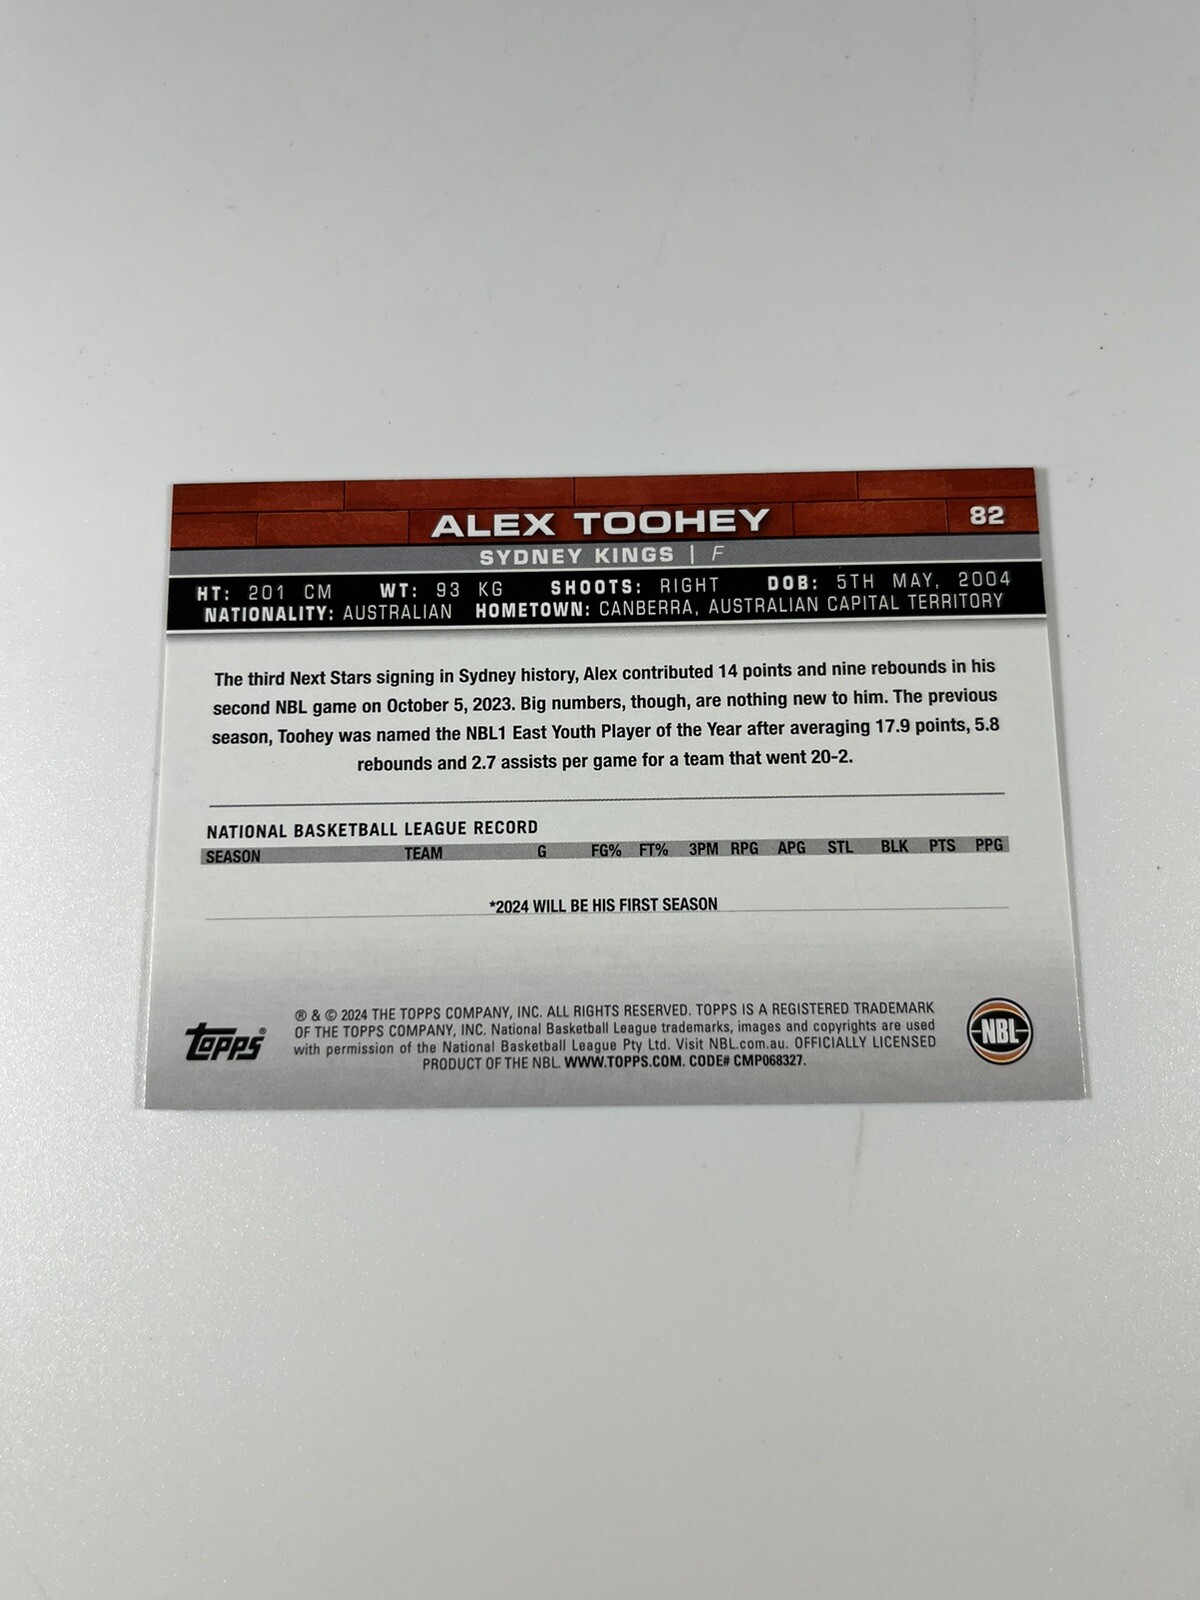 ALEX TOOHEY
82
SYDNEY KINGS | F
HT: 201 CM WT: 93 KG SHOOTS: RIGHT DOB: 5TH MAY, 2004
NATIONALITY: AUSTRALIAN HOMETOWN: CANBERRA, AUSTRALIAN CAPITAL TERRITORY
The third Next Stars signing in Sydney history, Alex contributed 14 points and nine rebounds in his
second NBL game on October 5, 2023. Big numbers, though, are nothing new to him. The previous
season, Toohey was named the NBL1 East Youth Player of the Year after averaging 17.9 points, 5.8
rebounds and 2.7 assists per game for a team that went 20-2.
NATIONAL BASKETBALL LEAGUE RECORD
SEASON TEAM G FG% FT% 3PM RPG APG STL BLK PTS PPG
*2024 WILL BE HIS FIRST SEASON
Topps®
® & © 2024 THE TOPPS COMPANY, INC. ALL RIGHTS RESERVED. TOPPS IS A REGISTERED TRADEMARK
OF THE TOPPS COMPANY, INC. National Basketball League trademarks, images and copyrights are used
with permission of the National Basketball League Pty Ltd. Visit NBL.com.au. OFFICIALLY LICENSED
PRODUCT OF THE NBL. WWW.TOPPS.COM. CODE# CMP068327.
NBL